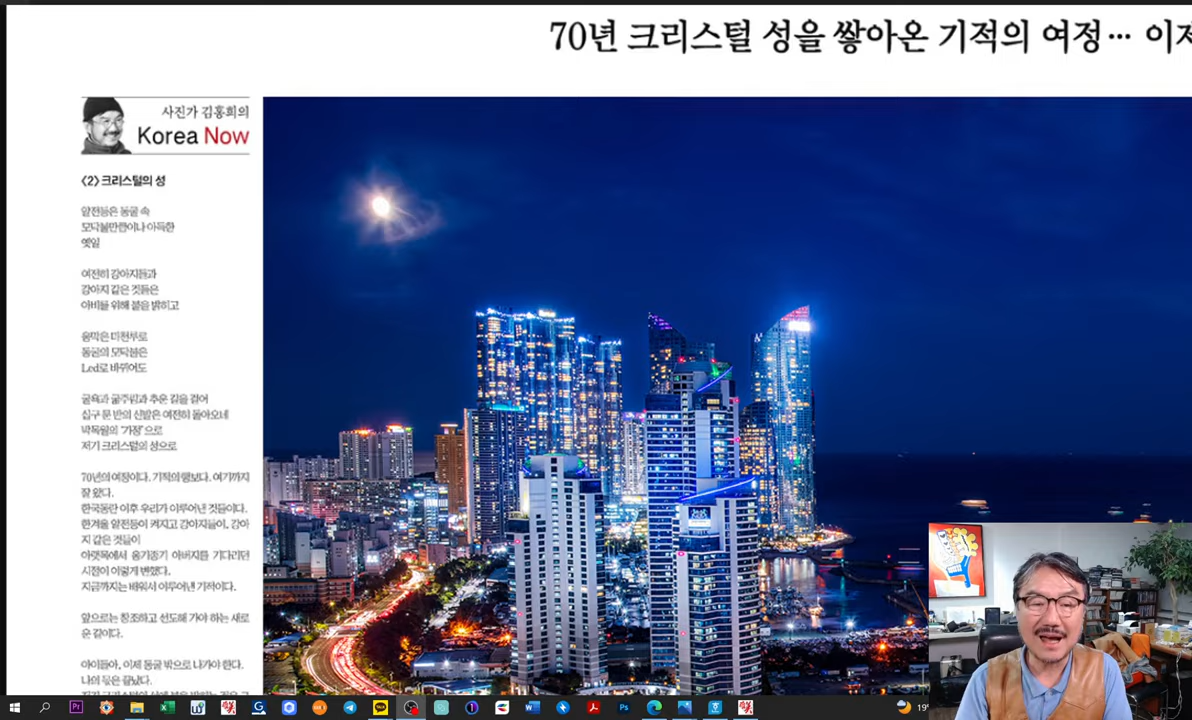 70년 크리스털 성을 쌓아온 기적의 여정… 이제
사진가 김홍희의
Korea Now
〈2〉 크리스털의 성
알전등은 동굴 속
모닥불만큼이나 아득한
옛일
여전히 강아지들과
강아지 같은 것들은
아비를 위해 불을 밝히고
움막은 마천루로
동굴의 모닥불은
Led로 바뀌어도
굴욕과 굶주림과 추운 길을 걸어
십구 문 반의 신발은 여전히 돌아오네
박목월의 "가정"으로
저기 크리스털의 성으로
70년의 여정이다. 기적의 행보다. 여기까지
잘 왔다.
한국동란 이후 우리가 이루어낸 것들이다.
한겨울 알전등이 켜지고 강아지들이, 강아
지 같은 것들이
아랫목에서 옹기종기 아버지를 기다리던
시절이 이렇게 변했다.
지금까지는 배워서 이루어낸 기적이다.
앞으로는 창조하고 선도해 가야 하는 새로
운 길이다.
아이들아, 이제 동굴 밖으로 나가야 한다.
나의 몫은 끝났다.
19°